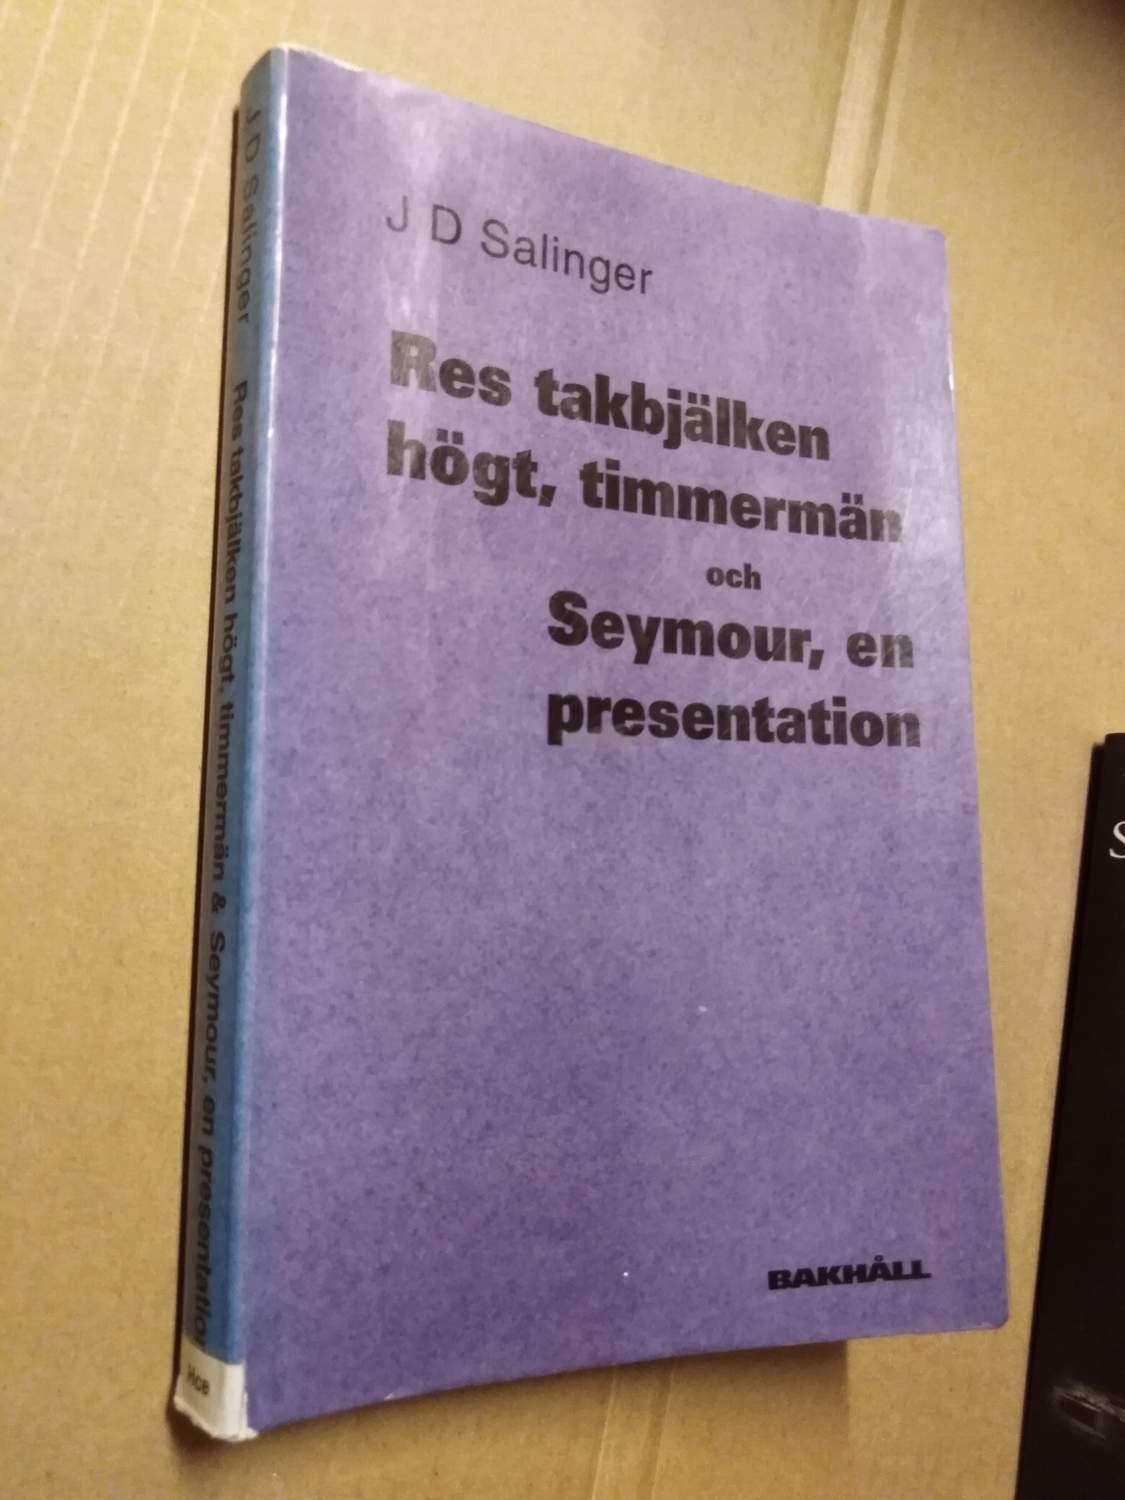 J D Salinger
Res takbjälken
högt, timmermän
och
Seymour, en
presentation
BAKHÅLL
J D Salinger Res takbjälken högt, timmermän & Seymour, en presentation
Hce
S